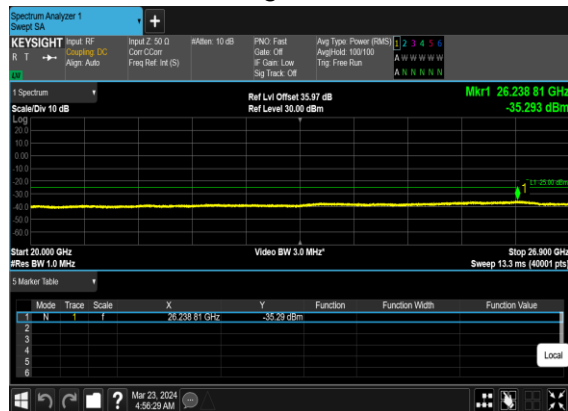 Spectrum Analyzer 1
Swept SA
KEYSIGHT Input: RF Input Z: 50 Ω #Atten: 10 dB PNO: Fast Avg Type: Power (RMS) 1 2 3 4 5 6
R T Coupling: DC Corr CCorr Gate: Off Avg|Hold: 100/100 A W W W W W
Align: Auto Freq Ref: Int (S) IF Gain: Low Trig: Free Run
LXI Sig Track: Off A N N N N N
1 Spectrum Ref Lvl Offset 35.97 dB Mkr1 26.238 81 GHz
Scale/Div 10 dB Ref Level 30.00 dBm -35.293 dBm
Log
20.0
10.0
0.00
-10.0
-20.0
L1 -25.00 dBm
1
-30.0
-40.0
-50.0
-60.0
Start 20.000 GHz Video BW 3.0 MHz* Stop 26.900 GHz
#Res BW 1.0 MHz Sweep 13.3 ms (40001 pts)
5 Marker Table
Mode Trace Scale X Y Function Function Width Function Value
1 N 1 f 26.238 81 GHz -35.29 dBm
2
3
4
5
6
Local
? Mar 23, 2024
4:56:29 AM